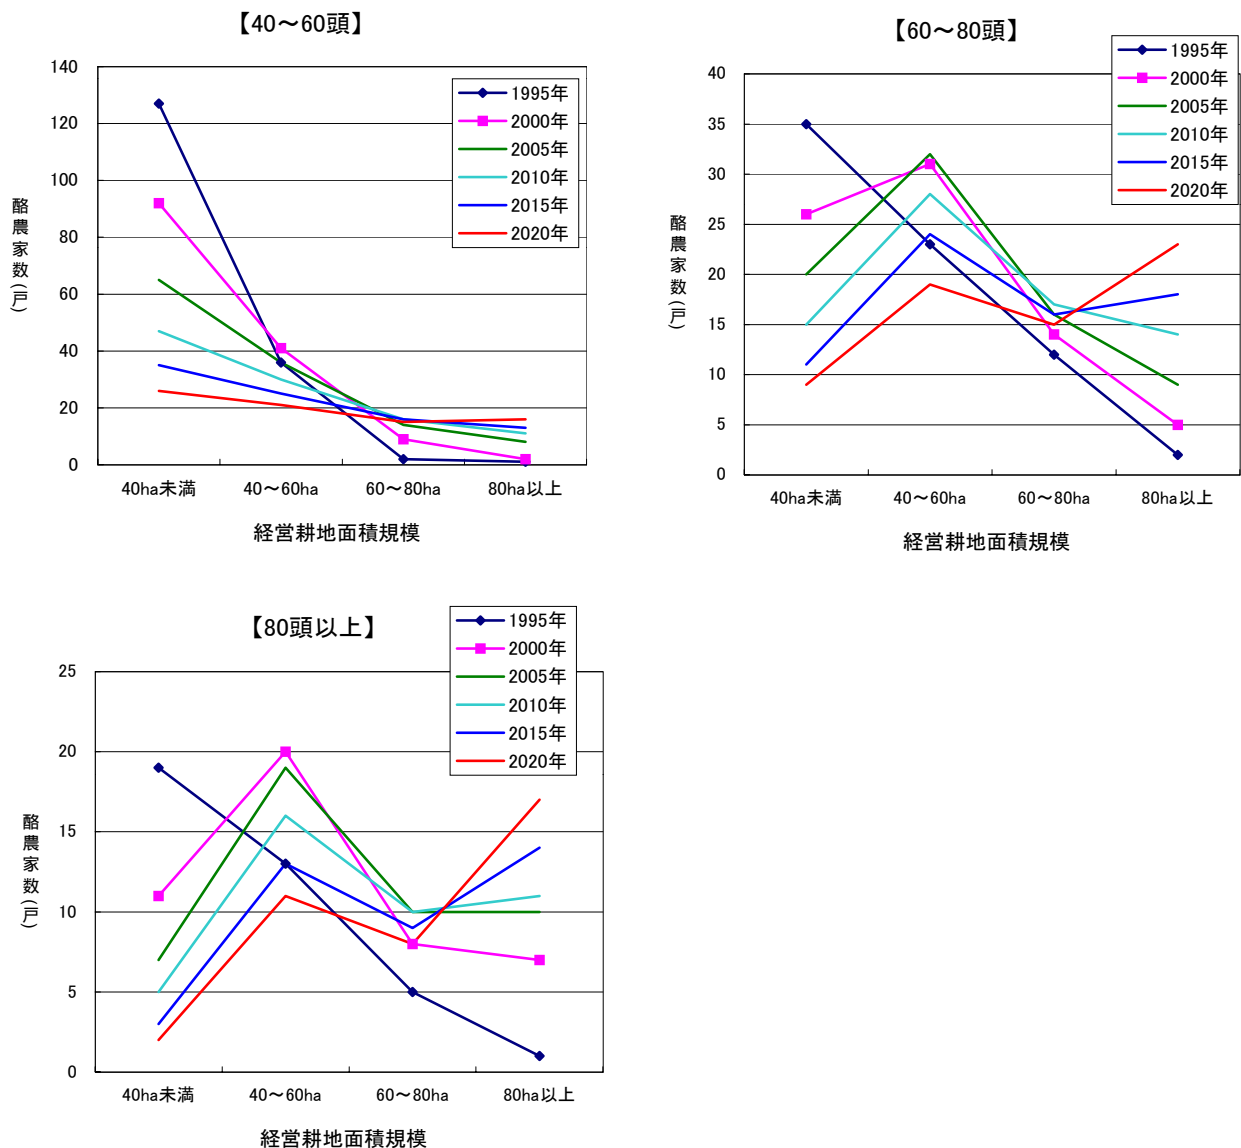 【40～60頭】
140
120
100
80
60
40
20
0
酪農家数(戸)
1995年
2000年
2005年
2010年
2015年
2020年
40ha未満
40～60ha
60～80ha
80ha以上
経営耕地面積規模
【60～80頭】
40
35
30
25
20
15
10
5
0
酪農家数(戸)
1995年
2000年
2005年
2010年
2015年
2020年
40ha未満
40～60ha
60～80ha
80ha以上
経営耕地面積規模
【80頭以上】
25
20
15
10
5
0
酪農家数(戸)
1995年
2000年
2005年
2010年
2015年
2020年
40ha未満
40～60ha
60～80ha
80ha以上
経営耕地面積規模